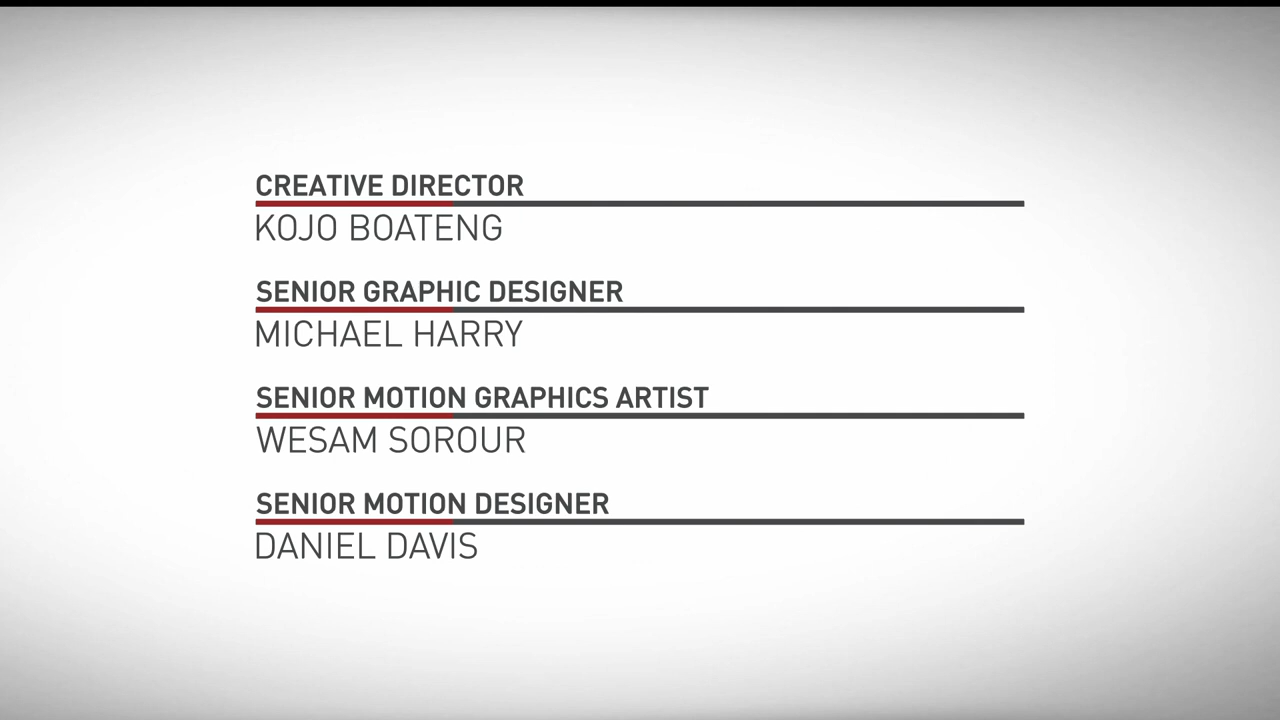 CREATIVE DIRECTOR
KOJO BOATENG
SENIOR GRAPHIC DESIGNER
MICHAEL HARRY
SENIOR MOTION GRAPHICS ARTIST
WESAM SOROUR
SENIOR MOTION DESIGNER
DANIEL DAVIS